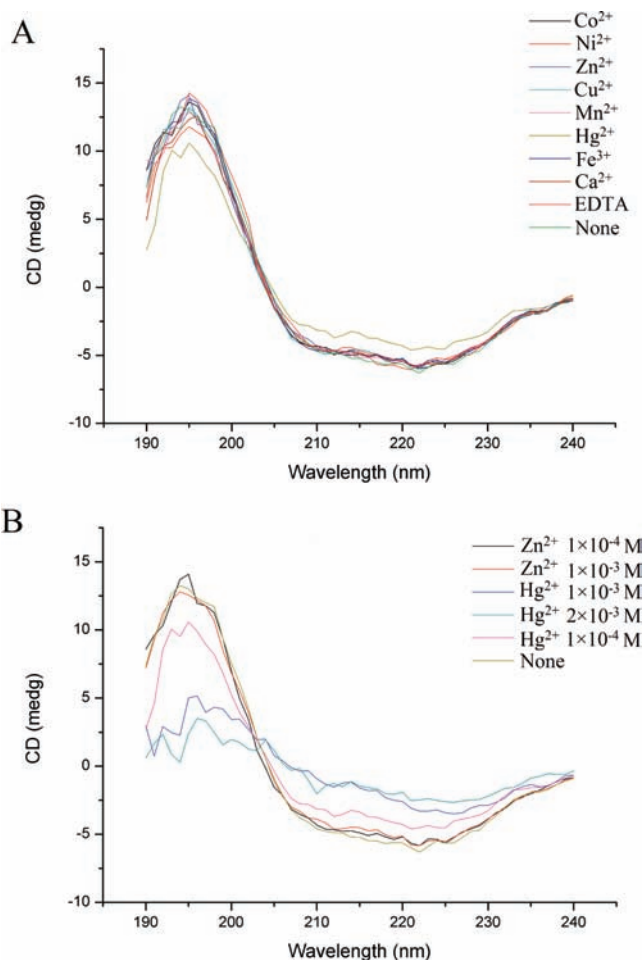 A
Co²⁺
Ni²⁺
Zn²⁺
Cu²⁺
Mn²⁺
Hg²⁺
Fe³⁺
Ca²⁺
EDTA
None
15
10
5
0
-5
-10
CD (medg)
190 200 210 220 230 240
Wavelength (nm)
B
Zn²⁺ 1×10⁻⁴ M
Zn²⁺ 1×10⁻³ M
Hg²⁺ 1×10⁻³ M
Hg²⁺ 2×10⁻³ M
Hg²⁺ 1×10⁻⁴ M
None
15
10
5
0
-5
-10
CD (medg)
190 200 210 220 230 240
Wavelength (nm)